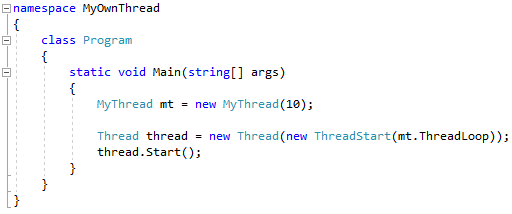 namespace MyOwnThread
{
    class Program
    {
        static void Main(string[] args)
        {
            MyThread mt = new MyThread(10);

            Thread thread = new Thread(new ThreadStart(mt.ThreadLoop));
            thread.Start();
        }
    }
}